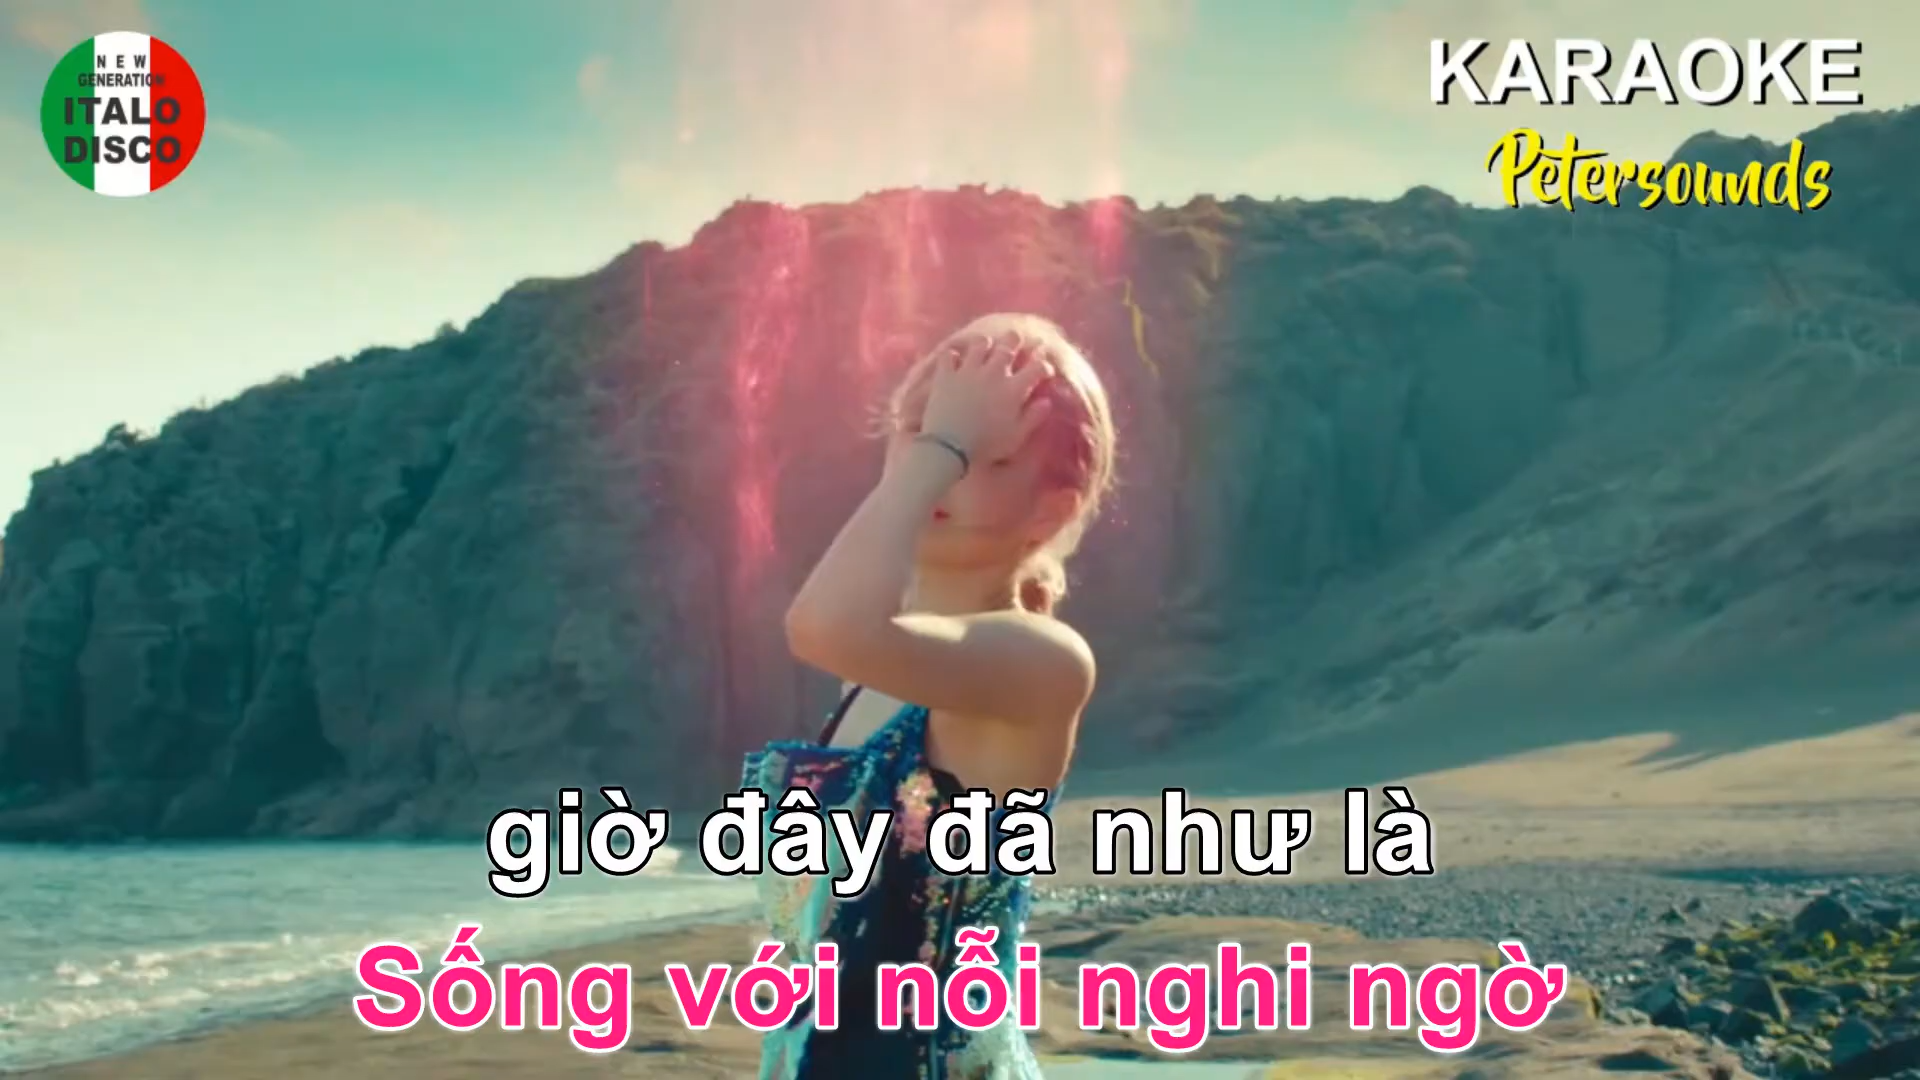 NEW
GENERATION
ITALO
DISCO
KARAOKE
Petersounds
giờ đây đã như là
Sống với nỗi nghi ngờ